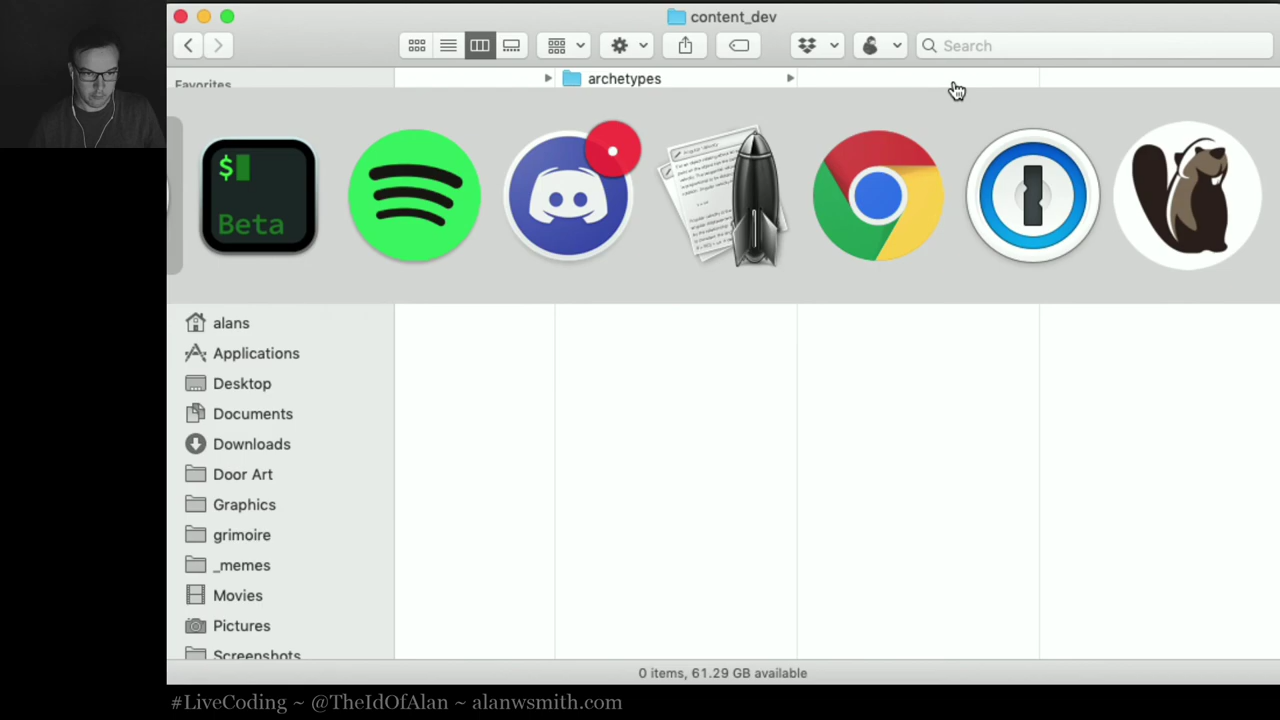 content_dev
Search
Favorites
archetypes
$
Beta
alans
Applications
Desktop
Documents
Downloads
Door Art
Graphics
grimoire
_memes
Movies
Pictures
Screenshots
0 items, 61.29 GB available
#LiveCoding ~ @TheIdOfAlan ~ alanwsmith.com